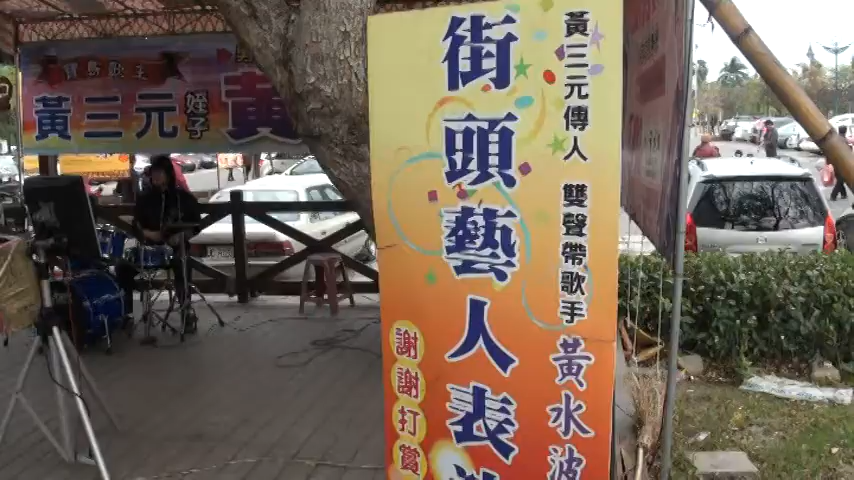 寶島歌王
黃三元 姪子 黃
黃三元傳人 雙聲帶歌手
黃水波
街頭藝人表
謝謝打賞